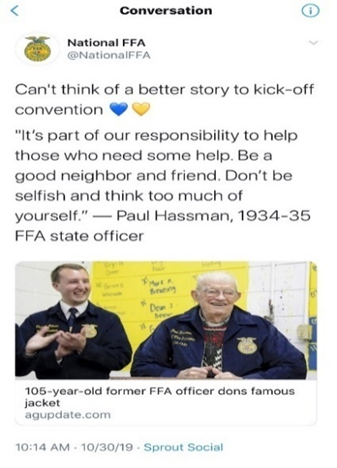 Conversation
National FFA
@NationalFFA
Can't think of a better story to kick-off
convention 💙💛
"It's part of our responsibility to help
those who need some help. Be a
good neighbor and friend. Don't be
selfish and think too much of
yourself." — Paul Hassman, 1934-35
FFA state officer
105-year-old former FFA officer dons famous
jacket
agupdate.com
10:14 AM · 10/30/19 · Sprout Social